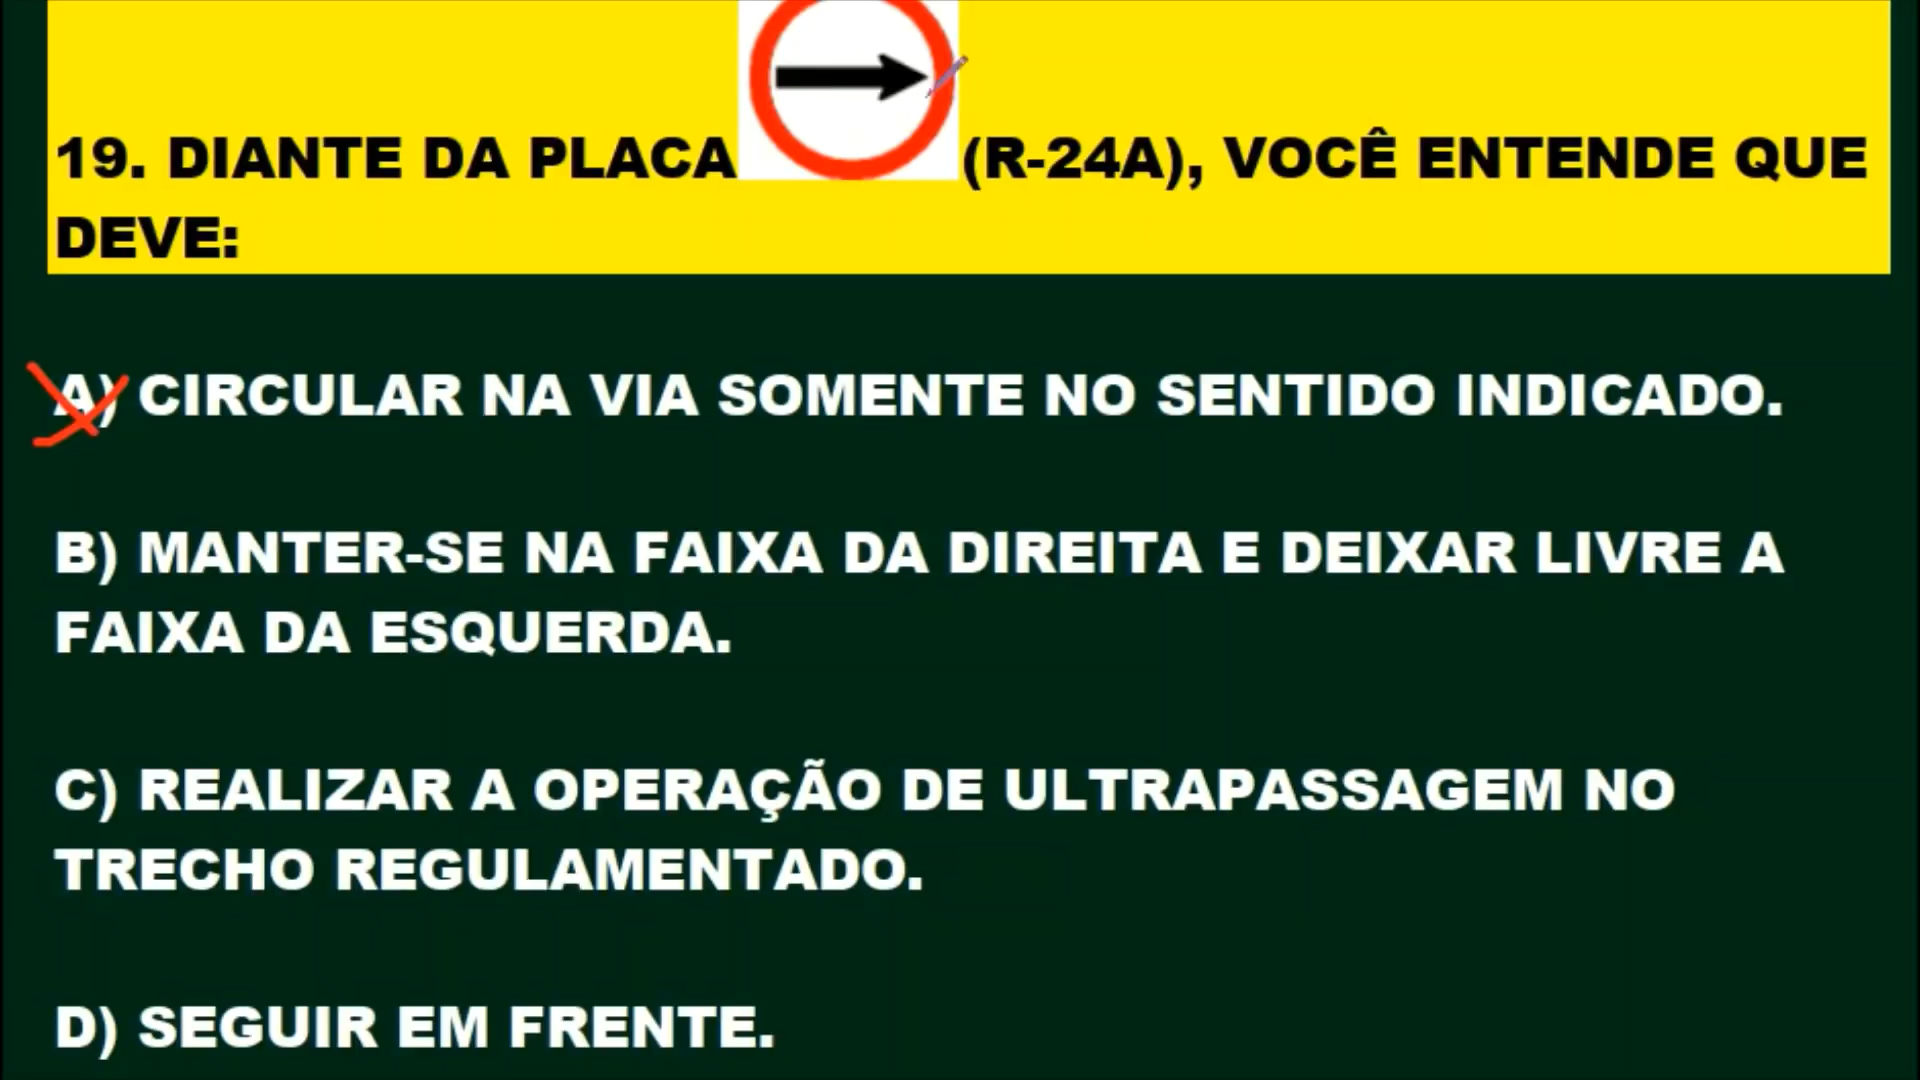 19. DIANTE DA PLACA (R-24A), VOCÊ ENTENDE QUE
DEVE:
A) CIRCULAR NA VIA SOMENTE NO SENTIDO INDICADO.
B) MANTER-SE NA FAIXA DA DIREITA E DEIXAR LIVRE A
FAIXA DA ESQUERDA.
C) REALIZAR A OPERAÇÃO DE ULTRAPASSAGEM NO
TRECHO REGULAMENTADO.
D) SEGUIR EM FRENTE.